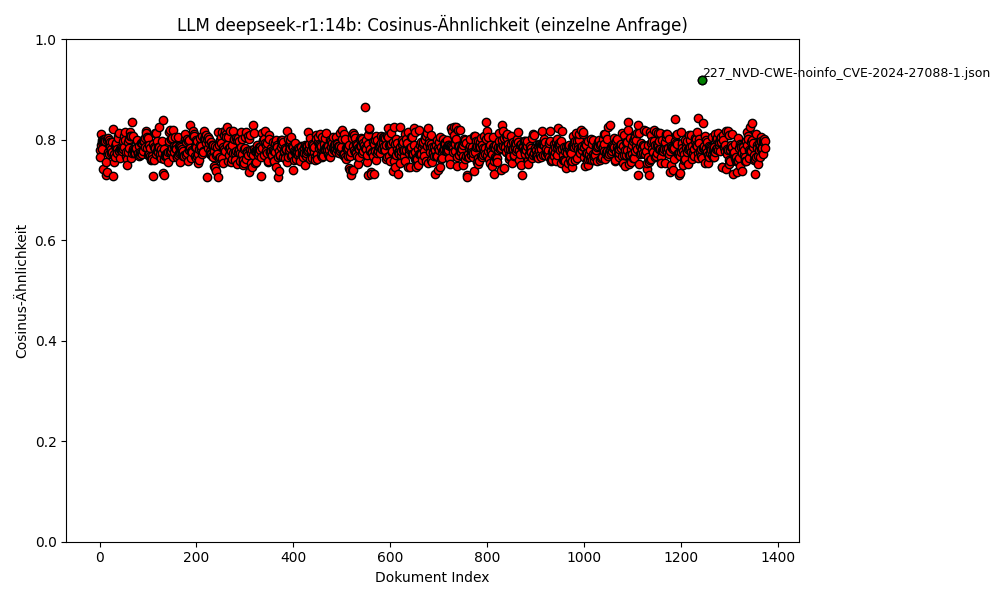 LLM deepseek-r1:14b: Cosinus-Ähnlichkeit (einzelne Anfrage)
1.0
227_NVD-CWE-noinfo_CVE-2024-27088-1.json
0.8
0.6
Cosinus-Ähnlichkeit
0.4
0.2
0.0
0 200 400 600 800 1000 1200 1400
Dokument Index